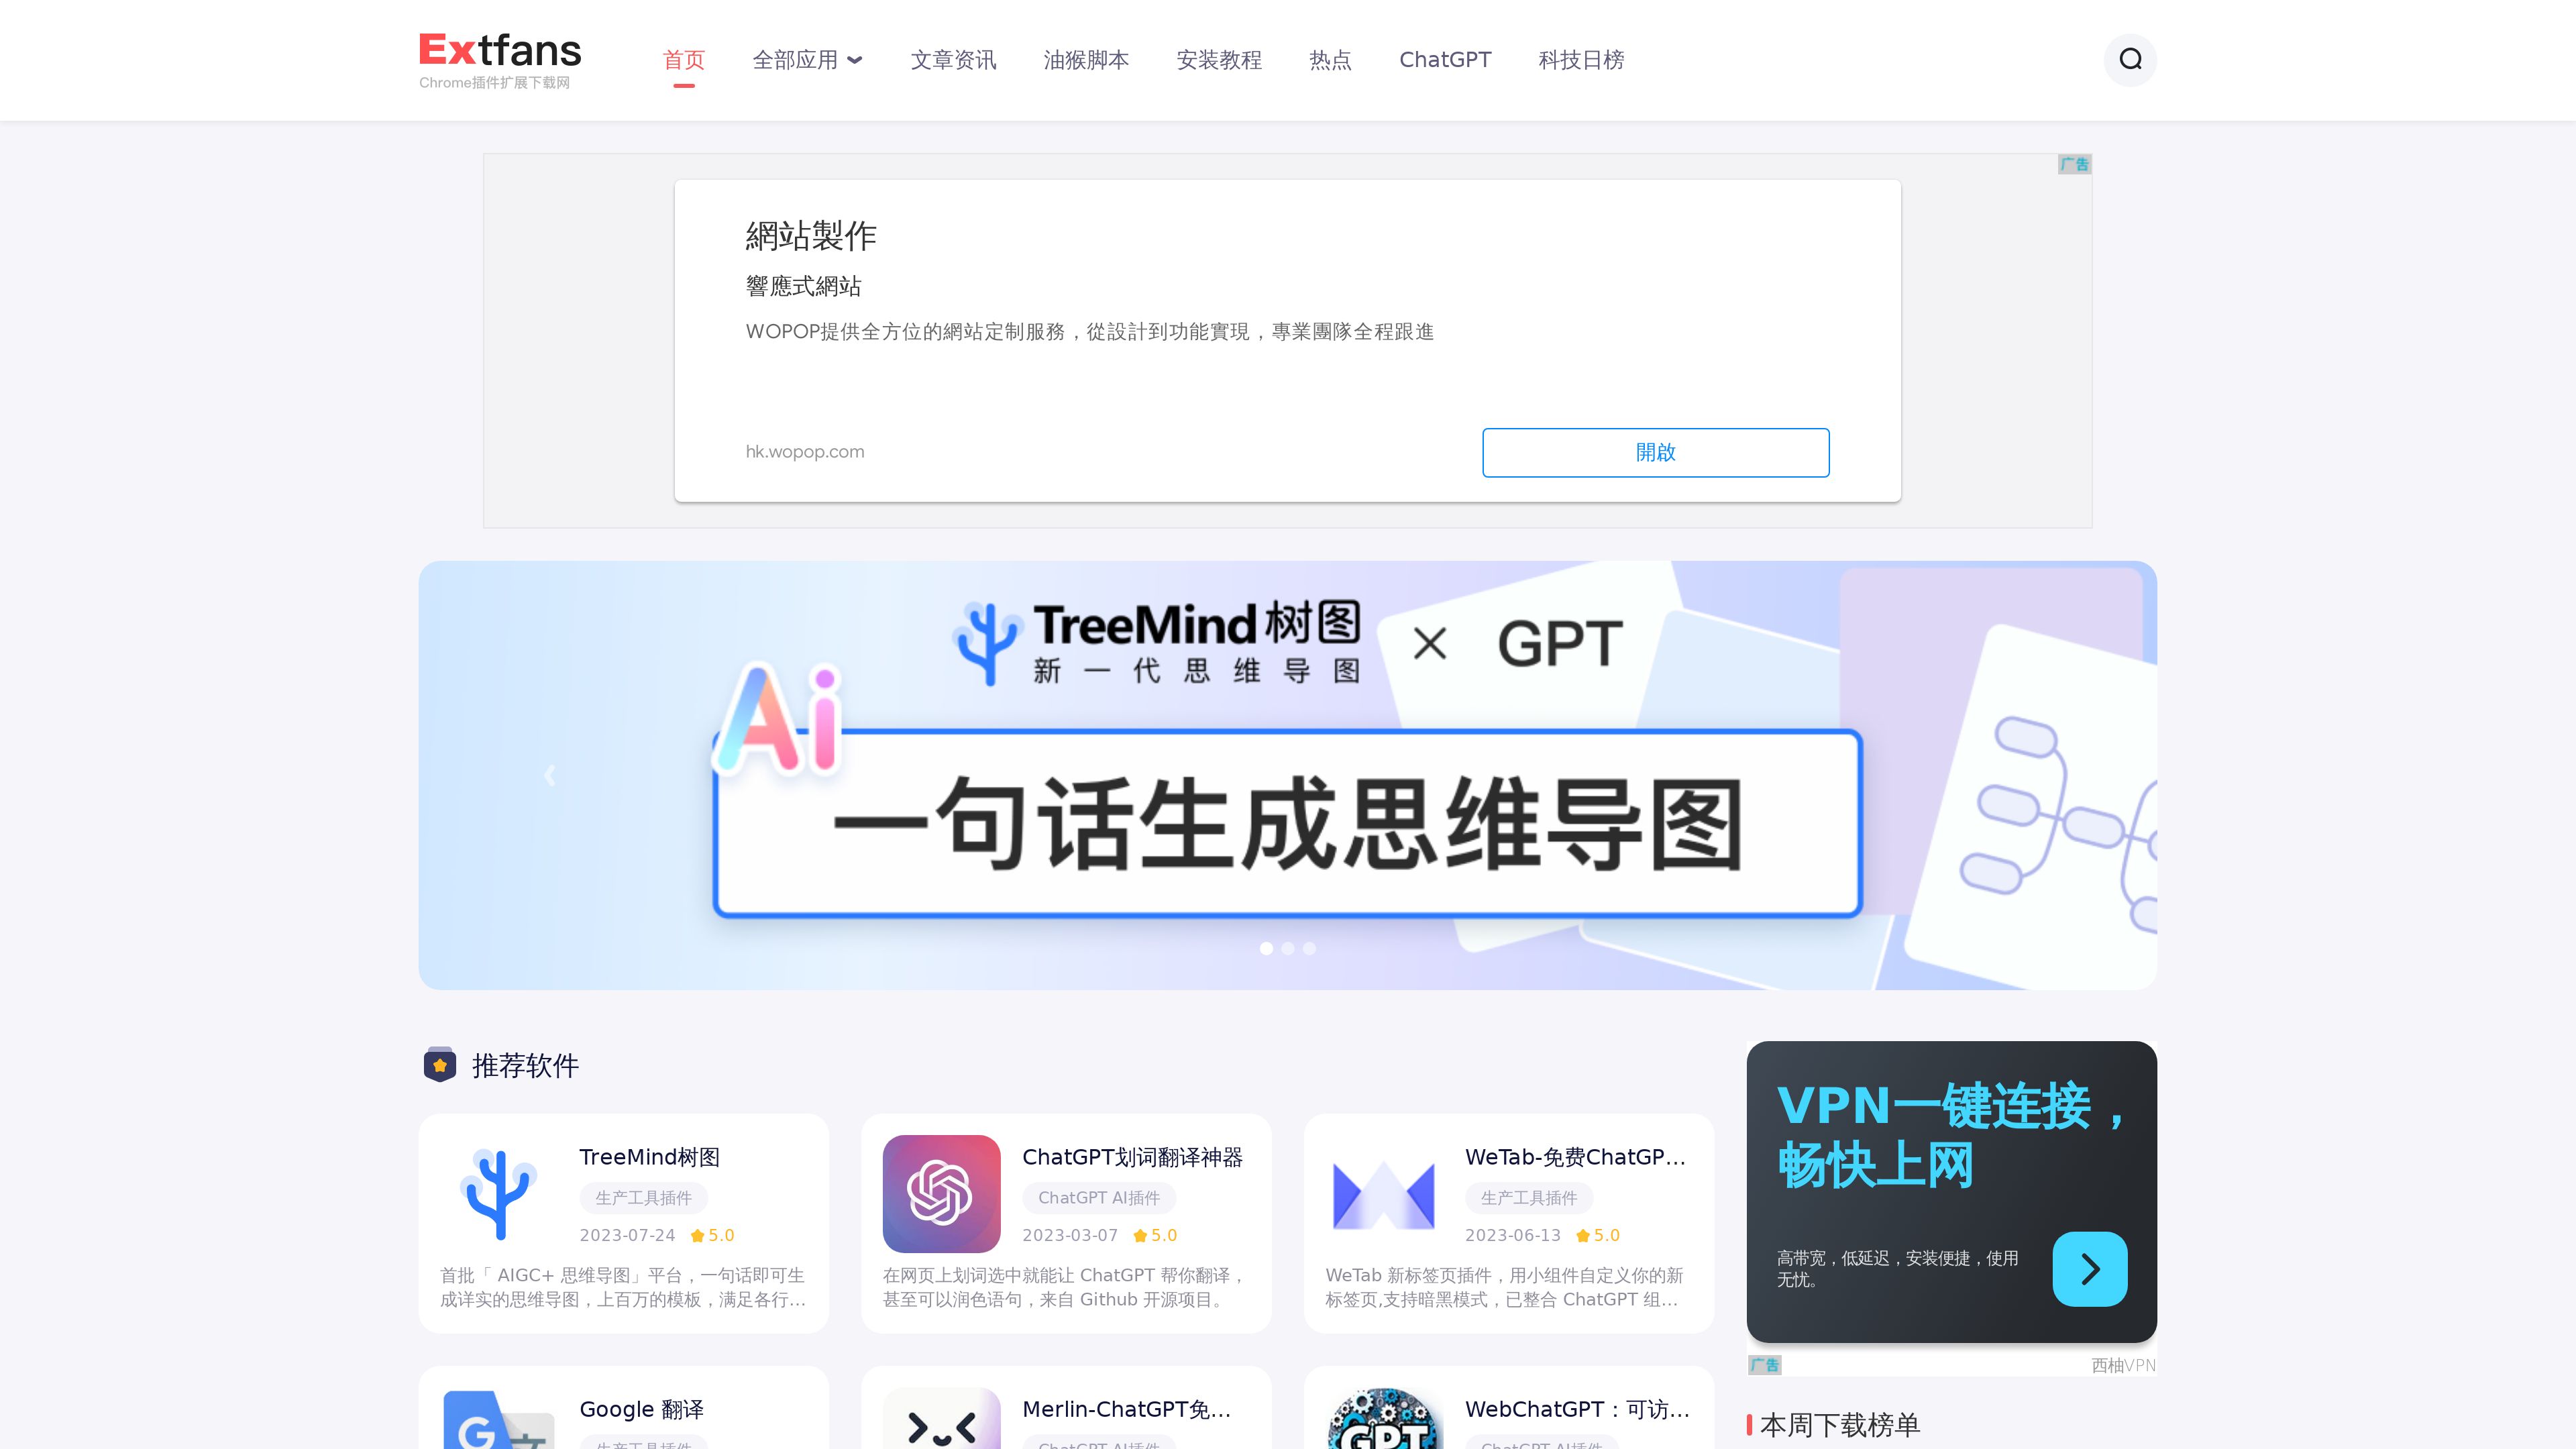 Extfans
Chrome插件扩展下载网
首页
全部应用
文章资讯
油猴脚本
安装教程
热点
ChatGPT
科技日榜
广告
網站製作
響應式網站
WOPOP提供全方位的網站定制服務，從設計到功能實現，專業團隊全程跟進
hk.wopop.com
開啟
TreeMind树图
新一代思维导图
× GPT
Ai
一句话生成思维导图
推荐软件
TreeMind树图
生产工具插件
2023-07-24 5.0
首批「 AIGC+ 思维导图」平台，一句话即可生
成详实的思维导图，上百万的模板，满足各行...
ChatGPT划词翻译神器
ChatGPT AI插件
2023-03-07 5.0
在网页上划词选中就能让 ChatGPT 帮你翻译，
甚至可以润色语句，来自 Github 开源项目。
WeTab-免费ChatGP...
生产工具插件
2023-06-13 5.0
WeTab 新标签页插件，用小组件自定义你的新
标签页,支持暗黑模式，已整合 ChatGPT 组...
Google 翻译
生产工具插件
Merlin-ChatGPT免...
ChatGPT AI插件
GPT
WebChatGPT：可访...
ChatGPT AI插件
VPN一键连接，
畅快上网
高带宽，低延迟，安装便捷，使用
无忧。
广告
西柚VPN
本周下载榜单